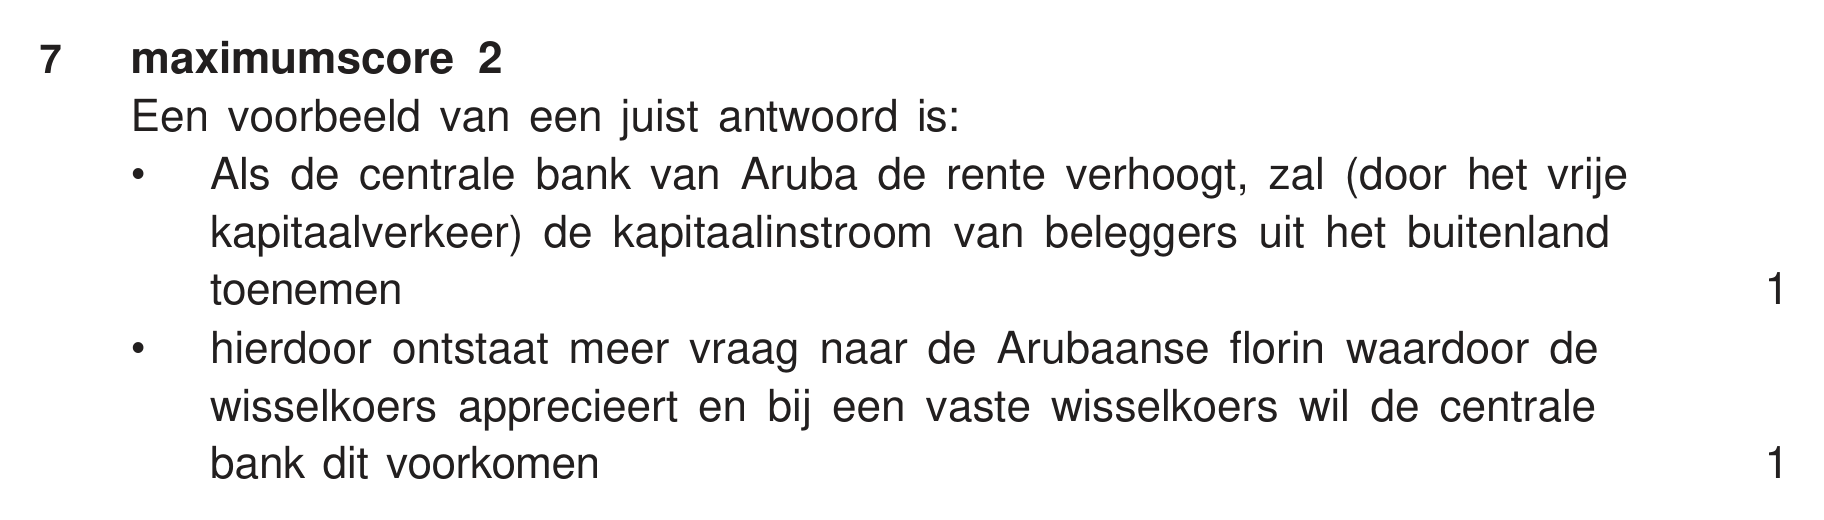 7 maximumscore 2
Een voorbeeld van een juist antwoord is:
• Als de centrale bank van Aruba de rente verhoogt, zal (door het vrije
kapitaalverkeer) de kapitaalinstroom van beleggers uit het buitenland
toenemen 1
• hierdoor ontstaat meer vraag naar de Arubaanse florin waardoor de
wisselkoers apprecieert en bij een vaste wisselkoers wil de centrale
bank dit voorkomen 1